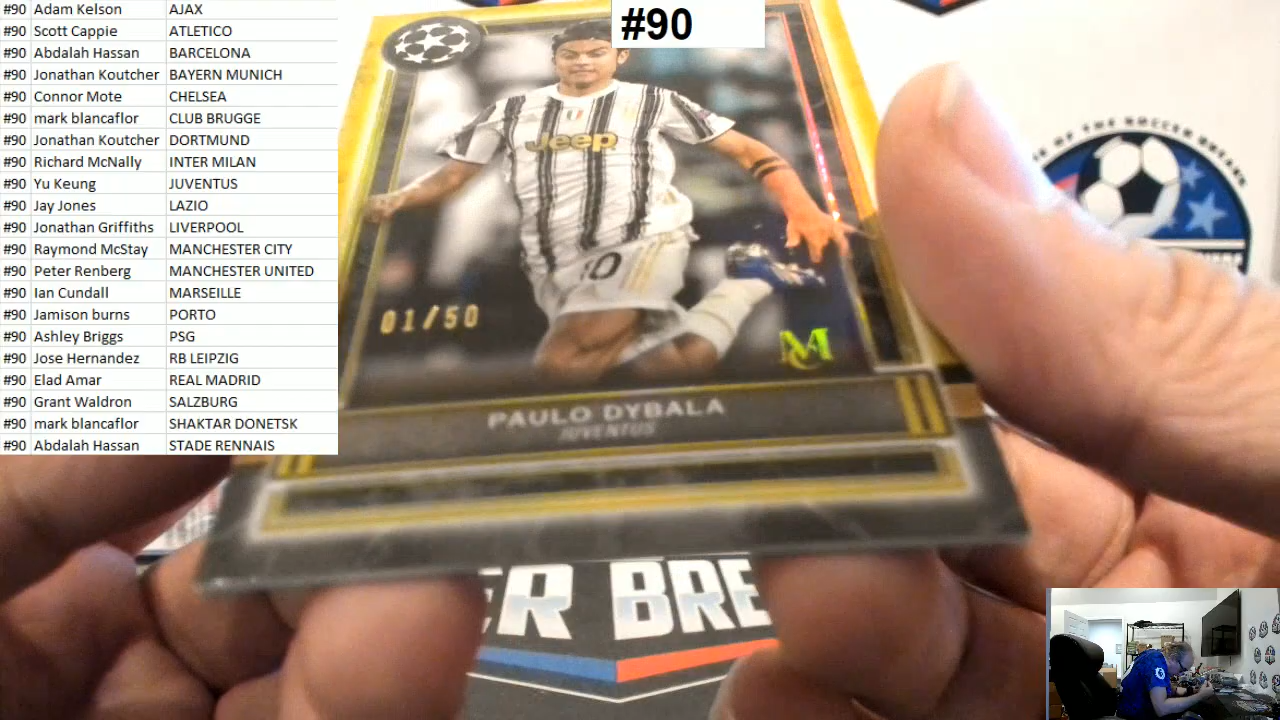 #90 Adam Kelson AJAX
#90 Scott Cappie ATLETICO
#90 Abdalah Hassan BARCELONA
#90 Jonathan Koutcher BAYERN MUNICH
#90 Connor Mote CHELSEA
#90 mark blancaflor CLUB BRUGGE
#90 Jonathan Koutcher DORTMUND
#90 Richard McNally INTER MILAN
#90 Yu Keung JUVENTUS
#90 Jay Jones LAZIO
#90 Jonathan Griffiths LIVERPOOL
#90 Raymond McStay MANCHESTER CITY
#90 Peter Renberg MANCHESTER UNITED
#90 Ian Cundall MARSEILLE
#90 Jamison burns PORTO
#90 Ashley Briggs PSG
#90 Jose Hernandez RB LEIPZIG
#90 Elad Amar REAL MADRID
#90 Grant Waldron SALZBURG
#90 mark blancaflor SHAKTAR DONETSK
#90 Abdalah Hassan STADE RENNAIS
#90
Jeep
10
01/50
PAULO DYBALA
JUVENTUS
OF THE SOCCER BREAKS
ER BRE